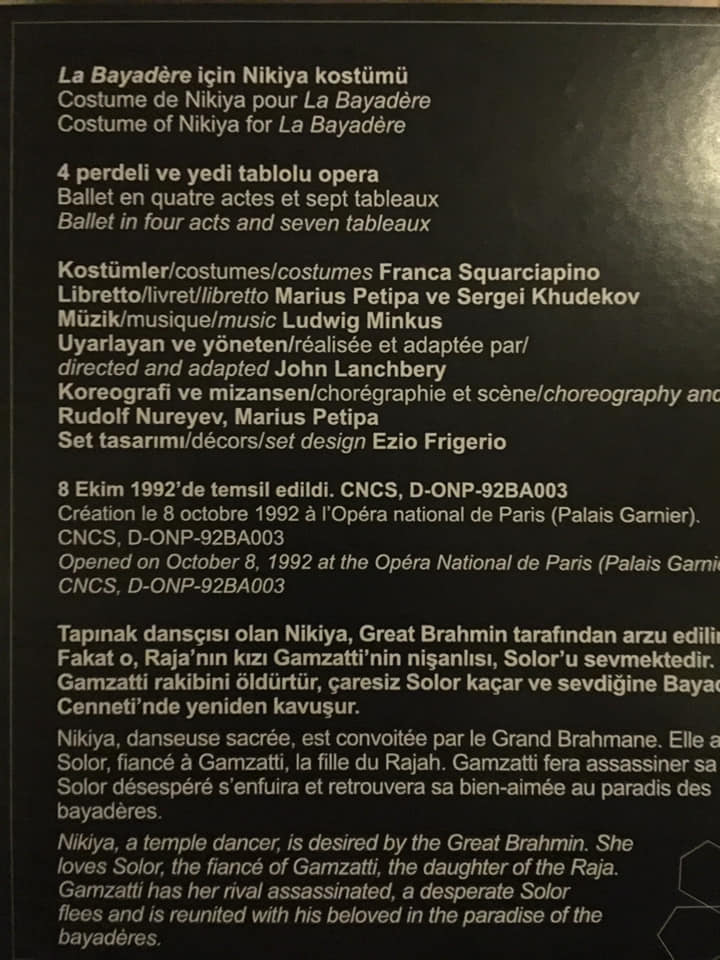 La Bayadère için Nikiya kostümü
Costume de Nikiya pour La Bayadère
Costume of Nikiya for La Bayadère
4 perdeli ve yedi tablolu opera
Ballet en quatre actes et sept tableaux
Ballet in four acts and seven tableaux
Kostümler/costumes/costumes Franca Squarciapino
Libretto/livret/libretto Marius Petipa ve Sergei Khudekov
Müzik/musique/music Ludwig Minkus
Uyarlayan ve yöneten/réalisée et adaptée par/
directed and adapted John Lanchbery
Koreografi ve mizansen/chorégraphie et scène/choreography and
Rudolf Nureyev, Marius Petipa
Set tasarımı/décors/set design Ezio Frigerio
8 Ekim 1992'de temsil edildi. CNCS, D-ONP-92BA003
Création le 8 octobre 1992 à l'Opéra national de Paris (Palais Garnier).
CNCS, D-ONP-92BA003
Opened on October 8, 1992 at the Opéra National de Paris (Palais
CNCS, D-ONP-92BA003
Tapınak dansçısı olan Nikiya, Great Brahmin tarafından arzu
Fakat o, Raja'nın kızı Gamzatti'nin nişanlısı, Solor'u sevmektedir.
Gamzatti rakibini öldürtür, çaresiz Solor kaçar ve sevdiğine
Cenneti'nde yeniden kavuşur.
Nikiya, danseuse sacrée, est convoitée par le Grand Brahmane. Elle
Solor, fiancé à Gamzatti, la fille du Rajah. Gamzatti fera assassiner sa
Solor désespéré s'enfuira et retrouvera sa bien-aimée au paradis des
bayadères.
Nikiya, a temple dancer, is desired by the Great Brahmin. She
loves Solor, the fiancé of Gamzatti, the daughter of the Raja.
Gamzatti has her rival assassinated, a desperate Solor
flees and is reunited with his beloved in the paradise of the
bayadères.